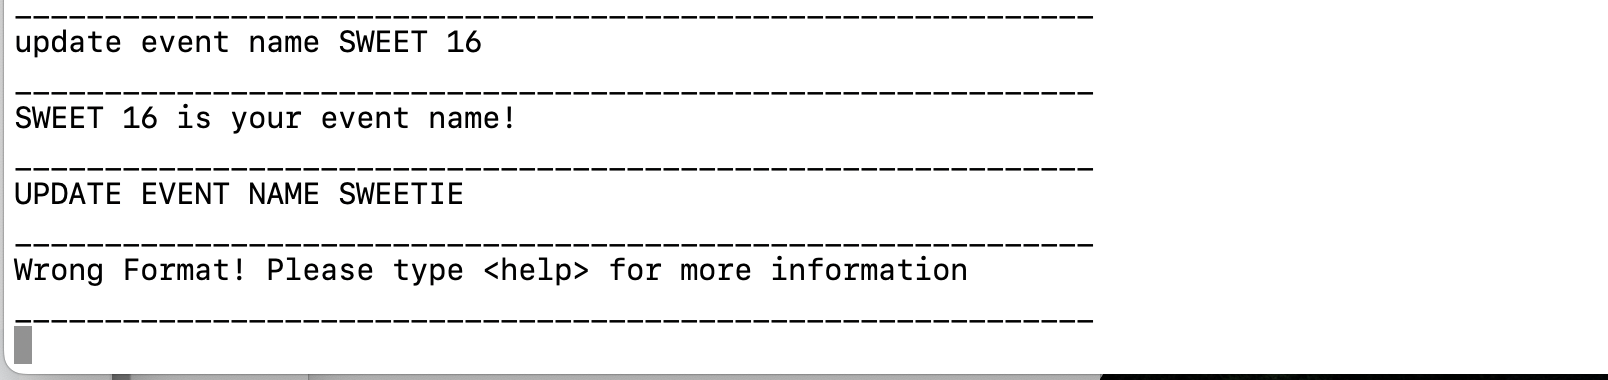 ____________________________________________________________
update event name SWEET 16
____________________________________________________________
SWEET 16 is your event name!
____________________________________________________________
UPDATE EVENT NAME SWEETIE
____________________________________________________________
Wrong Format! Please type <help> for more information
____________________________________________________________